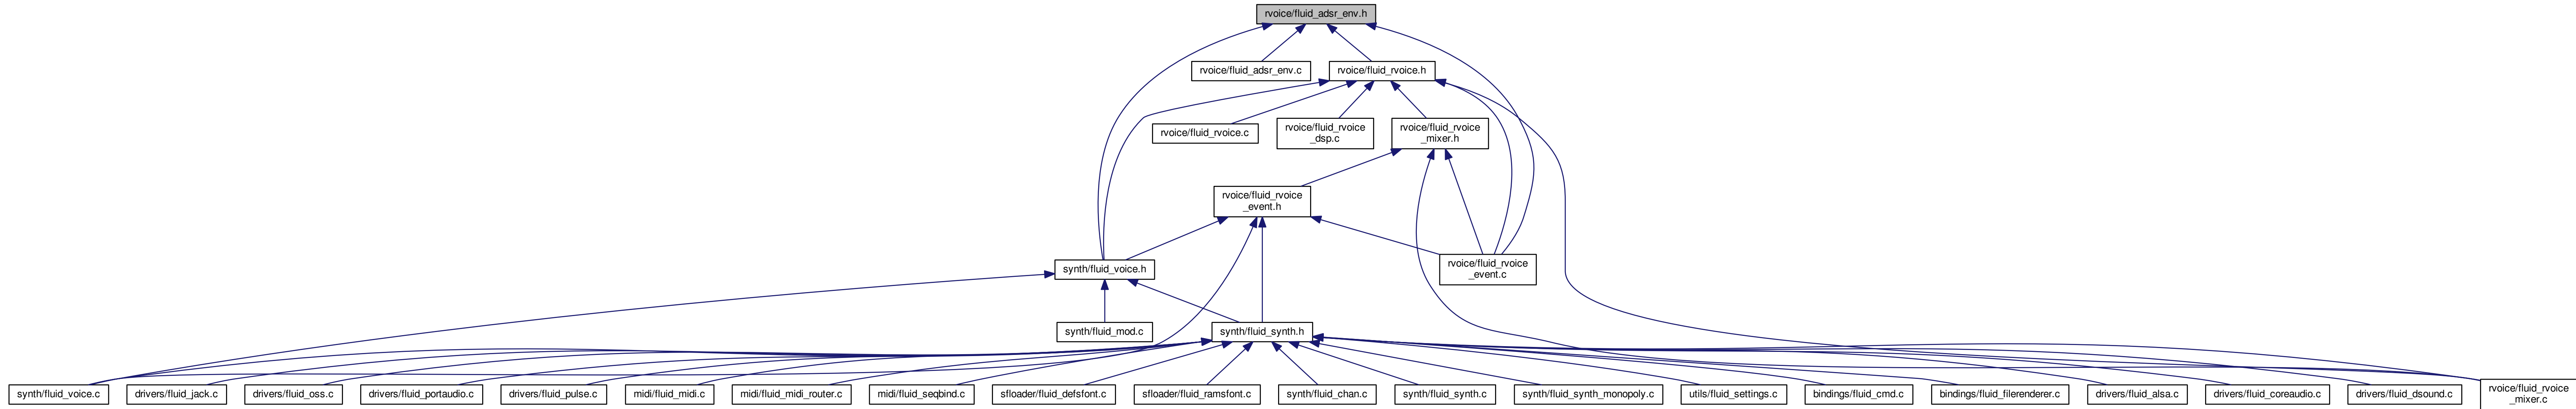 rvoice/fluid_adsr_env.h
rvoice/fluid_adsr_env.c
rvoice/fluid_rvoice.h
rvoice/fluid_rvoice.c
rvoice/fluid_rvoice
_dsp.c
rvoice/fluid_rvoice
_mixer.h
rvoice/fluid_rvoice
_event.h
synth/fluid_voice.h
rvoice/fluid_rvoice
_event.c
synth/fluid_mod.c
synth/fluid_synth.h
synth/fluid_voice.c
drivers/fluid_jack.c
drivers/fluid_oss.c
drivers/fluid_portaudio.c
drivers/fluid_pulse.c
midi/fluid_midi.c
midi/fluid_midi_router.c
midi/fluid_seqbind.c
sfloader/fluid_defsfont.c
sfloader/fluid_ramsfont.c
synth/fluid_chan.c
synth/fluid_synth.c
synth/fluid_synth_monopoly.c
utils/fluid_settings.c
bindings/fluid_cmd.c
bindings/fluid_filerenderer.c
drivers/fluid_alsa.c
drivers/fluid_coreaudio.c
drivers/fluid_dsound.c
rvoice/fluid_rvoice
_mixer.c